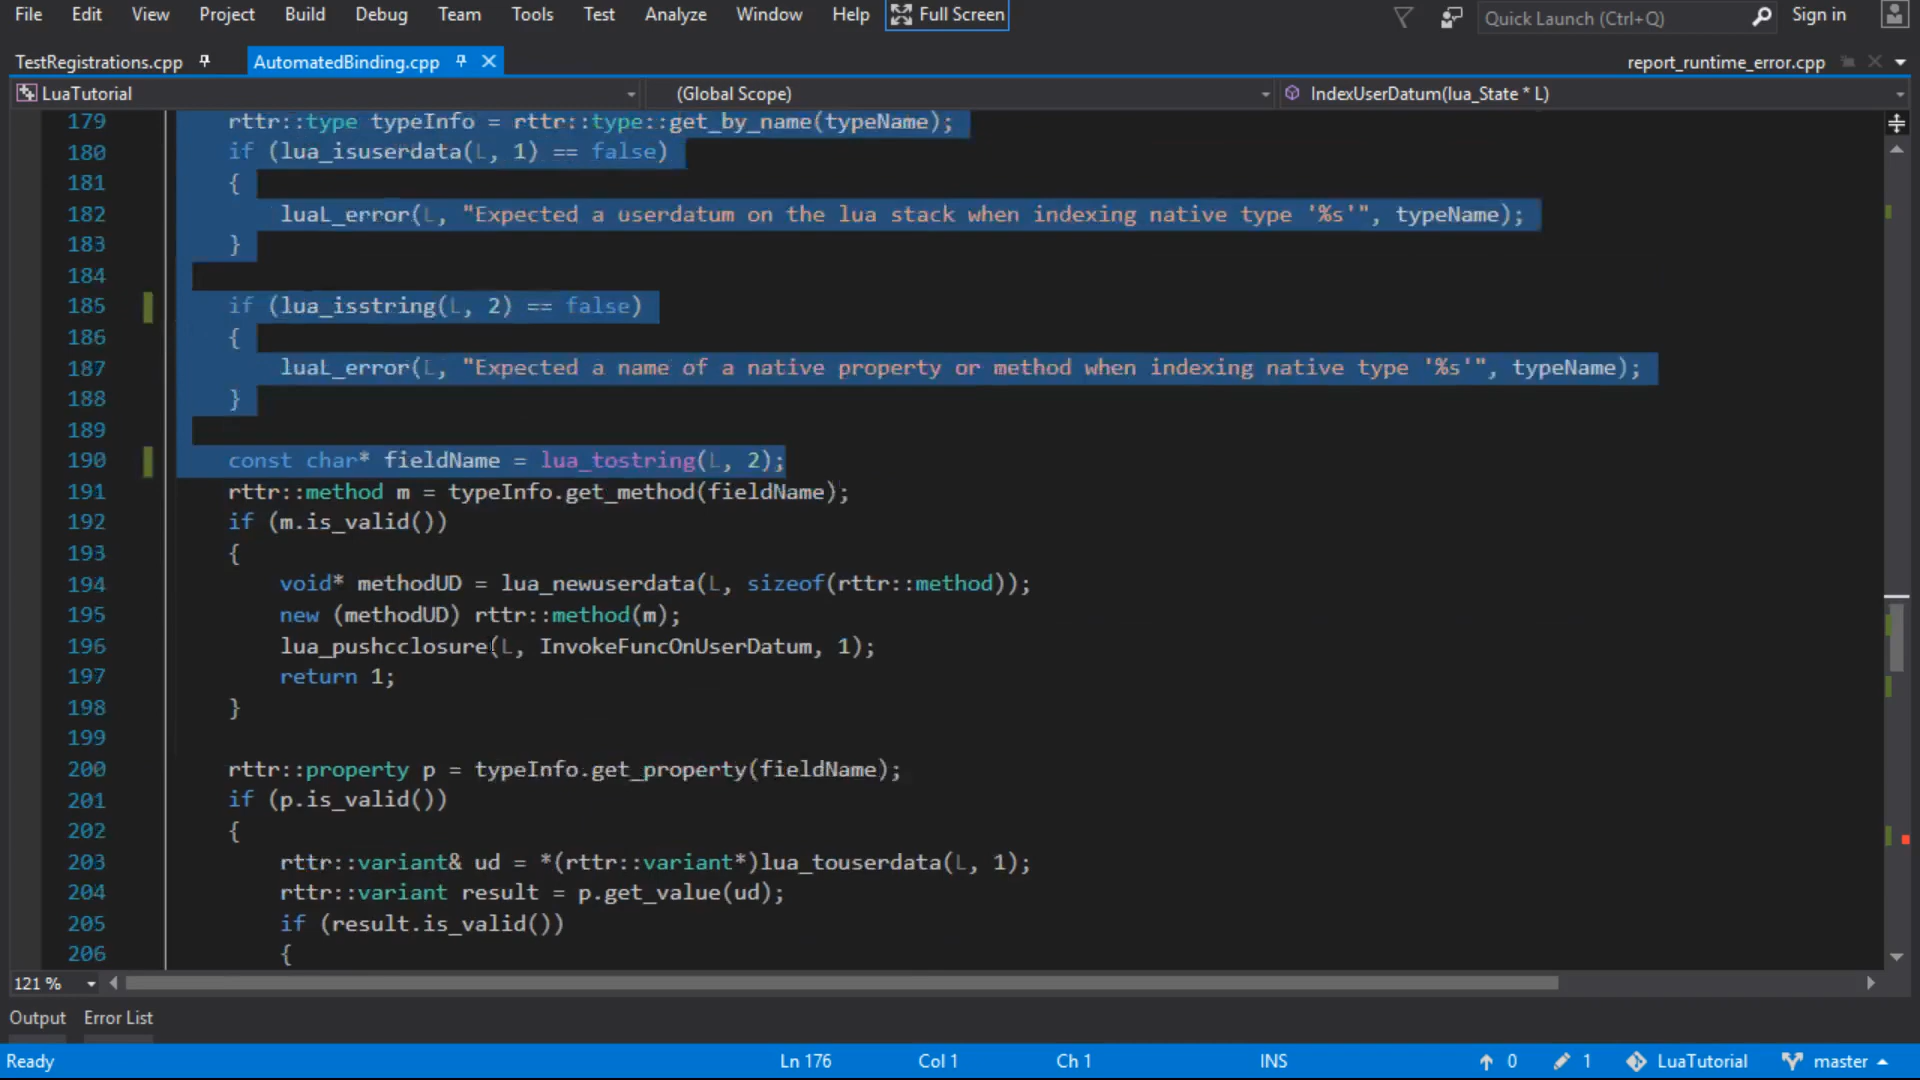 File Edit View Project Build Debug Team Tools Test Analyze Window Help Full Screen Quick Launch (Ctrl+Q) Sign in
TestRegistrations.cpp AutomatedBinding.cpp report_runtime_error.cpp
LuaTutorial (Global Scope) IndexUserDatum(lua_State * L)
179 rttr::type typeInfo = rttr::type::get_by_name(typeName);
180 if (lua_isuserdata(L, 1) == false)
181 {
182 luaL_error(L, "Expected a userdatum on the lua stack when indexing native type '%s'", typeName);
183 }
184
185 if (lua_isstring(L, 2) == false)
186 {
187 luaL_error(L, "Expected a name of a native property or method when indexing native type '%s'", typeName);
188 }
189
190 const char* fieldName = lua_tostring(L, 2);
191 rttr::method m = typeInfo.get_method(fieldName);
192 if (m.is_valid())
193 {
194 void* methodUD = lua_newuserdata(L, sizeof(rttr::method));
195 new (methodUD) rttr::method(m);
196 lua_pushcclosure(L, InvokeFuncOnUserDatum, 1);
197 return 1;
198 }
199
200 rttr::property p = typeInfo.get_property(fieldName);
201 if (p.is_valid())
202 {
203 rttr::variant& ud = *(rttr::variant*)lua_touserdata(L, 1);
204 rttr::variant result = p.get_value(ud);
205 if (result.is_valid())
206 {
121 %
Output Error List
Ready Ln 176 Col 1 Ch 1 INS 0 1 LuaTutorial master